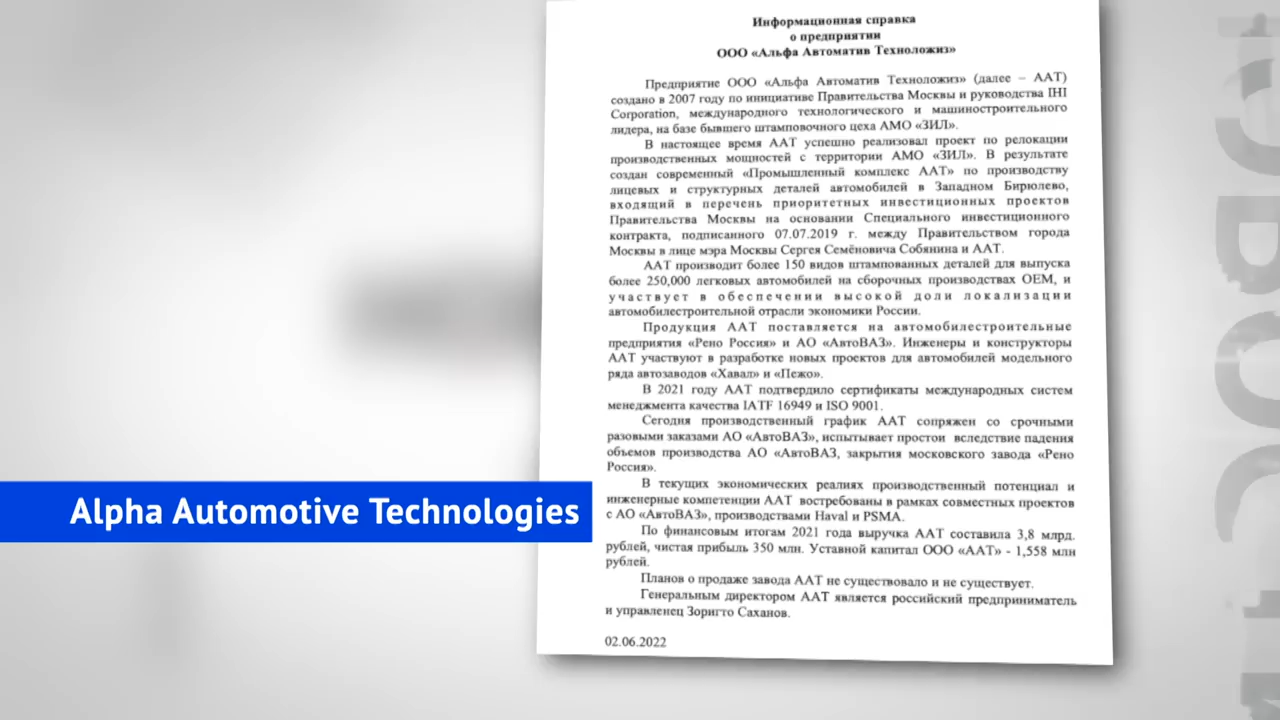 Информационная справка
о предприятии
ООО «Альфа Автоматив Техноложиз»
Предприятие ООО «Альфа Автоматив Техноложиз» (далее – ААТ)
создано в 2007 году по инициативе Правительства Москвы и руководства IHI
Corporation, международного технологического и машиностроительного
лидера, на базе бывшего штамповочного цеха АМО «ЗИЛ».
В настоящее время ААТ успешно реализовал проект по релокации
производственных мощностей с территории АМО «ЗИЛ». В результате
создан современный «Промышленный комплекс ААТ» по производству
лицевых и структурных деталей автомобилей в Западном Бирюлево,
входящий в перечень приоритетных инвестиционных проектов
Правительства Москвы на основании Специального инвестиционного
контракта, подписанного 07.07.2019 г. между Правительством города
Москвы в лице мэра Москвы Сергея Семёновича Собянина и ААТ.
ААТ производит более 150 видов штампованных деталей для выпуска
более 250,000 легковых автомобилей на сборочных производствах OEM, и
участвует в обеспечении высокой доли локализации
автомобилестроительной отрасли экономики России.
Продукция ААТ поставляется на автомобилестроительные
предприятия «Рено Россия» и АО «АвтоВАЗ». Инженеры и конструкторы
ААТ участвуют в разработке новых проектов для автомобилей модельного
ряда автозаводов «Хавал» и «Пежо».
В 2021 году ААТ подтвердило сертификаты международных систем
менеджмента качества IATF 16949 и ISO 9001.
Сегодня производственный график ААТ сопряжен со срочными
разовыми заказами АО «АвтоВАЗ», испытывает простои вследствие падения
объемов производства АО «АвтоВАЗ, закрытия московского завода «Рено
Россия».
В текущих экономических реалиях производственный потенциал и
инженерные компетенции ААТ востребованы в рамках совместных проектов
с АО «АвтоВАЗ», производствами Haval и PSMA.
По финансовым итогам 2021 года выручка ААТ составила 3,8 млрд.
рублей, чистая прибыль 350 млн. Уставной капитал ООО «ААТ» - 1,558 млн
рублей.
Планов о продаже завода ААТ не существовало и не существует.
Генеральным директором ААТ является российский предприниматель
и управленец Зоригто Саханов.
02.06.2022
Alpha Automotive Technologies